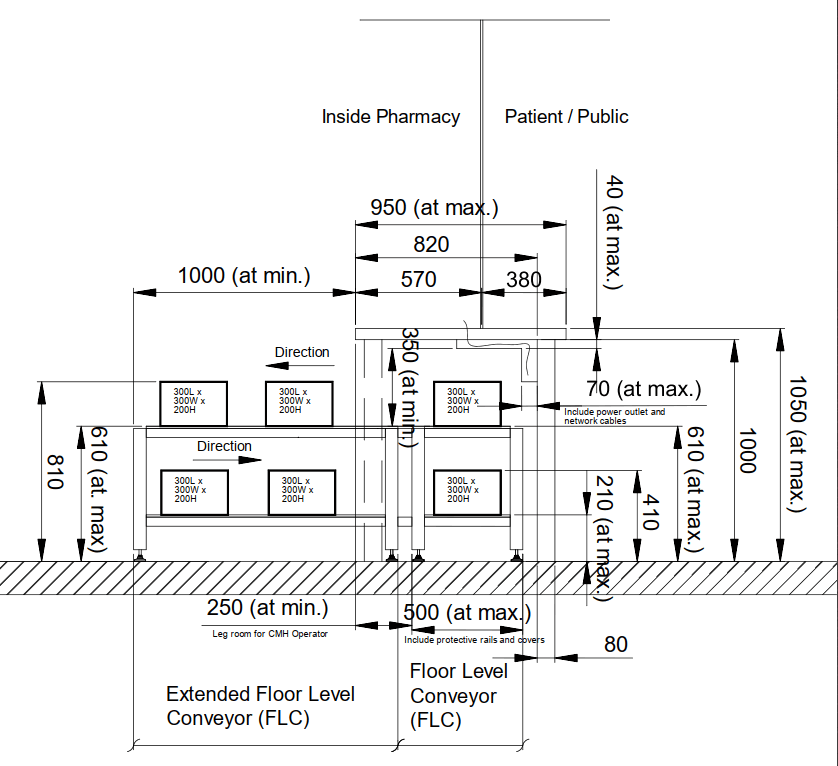 Inside Pharmacy
Patient / Public
40 (at max.)
950 (at max.)
820
1000 (at min.)
570
380
Direction
350 (at min.)
300L x
300W x
200H
300L x
300W x
200H
300L x
300W x
200H
70 (at max.)
Include power outlet and
network cables
1050 (at max.)
1000
610 (at max.)
810
610 (at. max)
Direction
300L x
300W x
200H
300L x
300W x
200H
300L x
300W x
200H
210 (at max.)
410
250 (at min.)
Leg room for CMH Operator
500 (at max.)
Include protective rails and covers
80
Extended Floor Level
Conveyor (FLC)
Floor Level
Conveyor
(FLC)